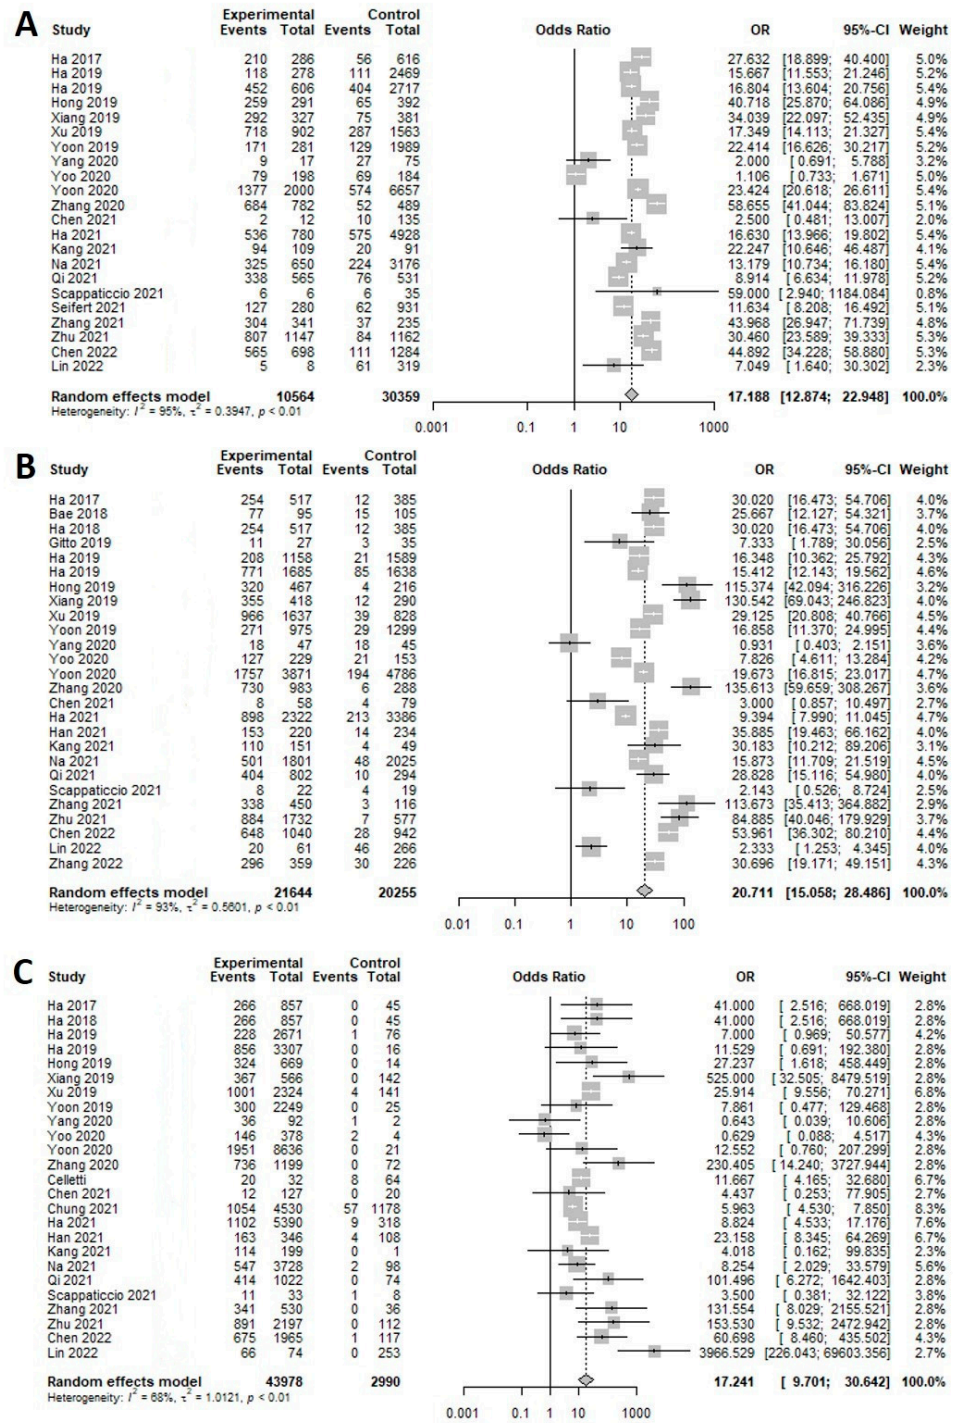 A
Experimental Control
Study Events Total Events Total Odds Ratio OR 95%-CI Weight
Ha 2017 210 286 56 616 27.632 [18.899; 40.400] 5.0%
Ha 2019 118 278 111 2469 15.667 [11.553; 21.246] 5.2%
Ha 2019 452 606 404 2717 16.804 [13.604; 20.756] 5.4%
Hong 2019 259 291 65 392 40.718 [25.870; 64.086] 4.9%
Xiang 2019 292 327 75 381 34.039 [22.097; 52.435] 4.9%
Xu 2019 718 902 287 1563 17.349 [14.113; 21.327] 5.4%
Yoon 2019 171 281 129 1989 22.414 [16.626; 30.217] 5.2%
Yang 2020 9 17 27 75 2.000 [ 0.691; 5.788] 3.2%
Yoo 2020 79 198 69 184 1.106 [ 0.733; 1.671] 4.9%
Yoon 2020 1377 2000 574 6657 23.424 [20.618; 26.611] 5.4%
Zhang 2020 684 782 52 489 58.655 [41.044; 83.824] 5.1%
Chen 2021 2 12 10 135 2.500 [ 0.481; 13.007] 2.0%
Ha 2021 536 780 575 4928 16.630 [13.966; 19.802] 5.4%
Kang 2021 94 109 20 91 22.247 [10.646; 46.487] 4.1%
Na 2021 325 650 224 3176 13.179 [10.734; 16.180] 5.4%
Qi 2021 338 565 76 531 8.914 [ 6.634; 11.978] 5.2%
Scappaticcio 2021 6 6 6 35 59.000 [ 2.940; 1184.084] 0.8%
Seifert 2021 127 280 62 931 11.634 [ 8.208; 16.492] 5.1%
Zhang 2021 304 341 37 235 43.968 [26.947; 71.739] 4.8%
Zhu 2021 807 1147 84 1162 30.460 [23.589; 39.333] 5.3%
Chen 2022 565 698 111 1284 44.892 [34.228; 58.880] 5.3%
Lin 2022 5 8 61 319 7.049 [ 1.640; 30.302] 2.3%
Random effects model 10564 30359 17.188 [12.874; 22.948] 100.0%
Heterogeneity: I² = 95%, τ² = 0.3947, p < 0.01
0.001 0.1 1 10 1000
B
Experimental Control
Study Events Total Events Total Odds Ratio OR 95%-CI Weight
Ha 2017 254 517 12 385 30.020 [16.473; 54.706] 4.0%
Bae 2018 77 95 15 105 25.667 [12.127; 54.321] 3.7%
Ha 2018 254 517 12 385 30.020 [16.473; 54.706] 4.0%
Gitto 2019 11 27 3 35 7.333 [ 1.789; 30.056] 2.5%
Ha 2019 208 1158 21 1589 16.348 [10.362; 25.792] 4.3%
Ha 2019 771 1685 85 1638 15.412 [12.143; 19.562] 4.6%
Hong 2019 320 467 4 216 115.374 [42.094; 316.226] 3.2%
Xiang 2019 355 418 12 290 130.542 [69.043; 246.823] 4.0%
Xu 2019 966 1637 39 828 29.125 [20.808; 40.766] 4.5%
Yoon 2019 271 975 29 1299 16.858 [11.370; 24.995] 4.4%
Yang 2020 18 47 18 45 0.931 [ 0.403; 2.151] 3.6%
Yoo 2020 127 229 21 153 7.826 [ 4.611; 13.284] 4.2%
Yoon 2020 1757 3871 194 4786 19.673 [16.815; 23.017] 4.7%
Zhang 2020 730 983 6 288 135.613 [59.659; 308.267] 3.6%
Chen 2021 8 58 4 79 3.000 [ 0.857; 10.497] 2.7%
Ha 2021 898 2322 213 3386 9.394 [ 7.990; 11.045] 4.7%
Han 2021 153 220 14 234 35.885 [19.463; 66.162] 4.0%
Kang 2021 110 151 4 49 30.183 [10.212; 89.206] 3.1%
Na 2021 501 1801 48 2025 15.873 [11.709; 21.519] 4.5%
Qi 2021 404 802 10 294 28.828 [15.116; 54.980] 4.0%
Scappaticcio 2021 8 22 4 19 2.143 [ 0.526; 8.724] 2.5%
Zhang 2021 338 450 3 116 113.673 [35.413; 364.882] 2.9%
Zhu 2021 884 1732 7 577 84.885 [40.046; 179.929] 3.7%
Chen 2022 648 1040 28 942 53.961 [36.302; 80.210] 4.4%
Lin 2022 20 61 46 266 2.333 [ 1.253; 4.345] 4.0%
Zhang 2022 296 359 30 226 30.696 [19.171; 49.151] 4.3%
Random effects model 21644 20255 20.711 [15.058; 28.486] 100.0%
Heterogeneity: I² = 93%, τ² = 0.5601, p < 0.01
0.01 0.1 1 10 100
C
Experimental Control
Study Events Total Events Total Odds Ratio OR 95%-CI Weight
Ha 2017 266 857 0 45 41.000 [ 2.516; 668.019] 2.8%
Ha 2018 266 857 0 45 41.000 [ 2.516; 668.019] 2.8%
Ha 2019 228 2671 1 76 7.000 [ 0.969; 50.577] 4.2%
Ha 2019 856 3307 0 16 11.529 [ 0.691; 192.380] 2.8%
Hong 2019 324 669 0 14 27.237 [ 1.618; 458.449] 2.8%
Xiang 2019 367 566 0 142 525.000 [ 32.505; 8479.519] 2.8%
Xu 2019 1001 2324 4 141 25.914 [ 9.556; 70.271] 6.8%
Yoon 2019 300 2249 0 25 7.861 [ 0.477; 129.468] 2.8%
Yang 2020 36 92 1 2 0.643 [ 0.039; 10.606] 2.8%
Yoo 2020 146 378 2 4 0.629 [ 0.088; 4.517] 4.3%
Yoon 2020 1951 8636 0 21 12.552 [ 0.760; 207.299] 2.8%
Zhang 2020 736 1199 0 72 230.405 [ 14.240; 3727.944] 2.8%
Celletti 20 32 8 64 11.667 [ 4.165; 32.680] 6.7%
Chen 2021 12 127 0 20 4.437 [ 0.253; 77.905] 2.7%
Chung 2021 1054 4530 57 1178 5.963 [ 4.530; 7.850] 8.3%
Ha 2021 1102 5390 9 318 8.824 [ 4.533; 17.176] 7.6%
Han 2021 163 346 4 108 23.158 [ 8.345; 64.269] 6.7%
Kang 2021 114 199 0 1 4.018 [ 0.162; 99.835] 2.3%
Na 2021 547 3728 2 98 8.254 [ 2.029; 33.579] 5.6%
Qi 2021 414 1022 0 74 101.496 [ 6.272; 1642.403] 2.8%
Scappaticcio 2021 11 33 1 8 3.500 [ 0.381; 32.122] 3.8%
Zhang 2021 341 530 0 36 131.554 [ 8.029; 2155.521] 2.8%
Zhu 2021 891 2197 0 112 153.530 [ 9.532; 2472.942] 2.8%
Chen 2022 675 1965 1 117 60.698 [ 8.460; 435.502] 4.3%
Lin 2022 66 74 0 253 3966.529 [226.043; 69603.356] 2.7%
Random effects model 43978 2990 17.241 [ 9.701; 30.642] 100.0%
Heterogeneity: I² = 68%, τ² = 1.0121, p < 0.01
0.001 0.1 1 10 1000